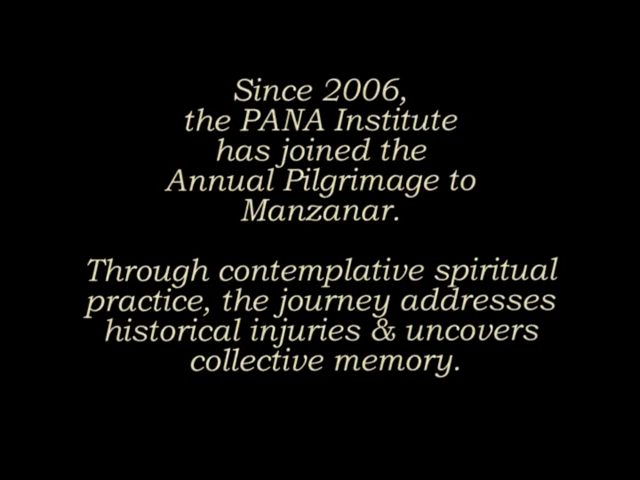 Since 2006,
the PANA Institute
has joined the
Annual Pilgrimage to
Manzanar.
Through contemplative spiritual
practice, the journey addresses
historical injuries & uncovers
collective memory.